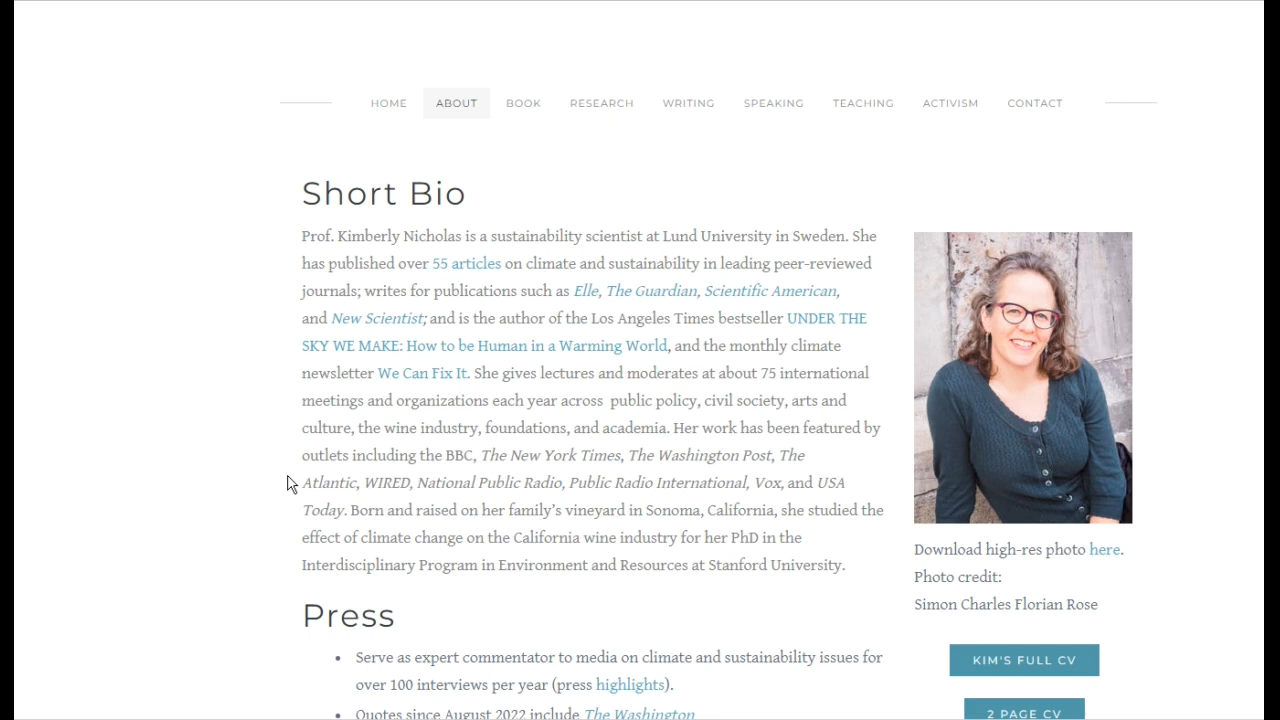 HOME ABOUT BOOK RESEARCH WRITING SPEAKING TEACHING ACTIVISM CONTACT
Short Bio
Prof. Kimberly Nicholas is a sustainability scientist at Lund University in Sweden. She
has published over 55 articles on climate and sustainability in leading peer-reviewed
journals; writes for publications such as Elle, The Guardian, Scientific American,
and New Scientist; and is the author of the Los Angeles Times bestseller UNDER THE
SKY WE MAKE: How to be Human in a Warming World, and the monthly climate
newsletter We Can Fix It. She gives lectures and moderates at about 75 international
meetings and organizations each year across public policy, civil society, arts and
culture, the wine industry, foundations, and academia. Her work has been featured by
outlets including the BBC, The New York Times, The Washington Post, The
Atlantic, WIRED, National Public Radio, Public Radio International, Vox, and USA
Today. Born and raised on her family’s vineyard in Sonoma, California, she studied the
effect of climate change on the California wine industry for her PhD in the
Interdisciplinary Program in Environment and Resources at Stanford University.
Press
• Serve as expert commentator to media on climate and sustainability issues for
over 100 interviews per year (press highlights).
• Quotes since August 2022 include The Washington
Download high-res photo here.
Photo credit:
Simon Charles Florian Rose
KIM'S FULL CV
2 PAGE CV